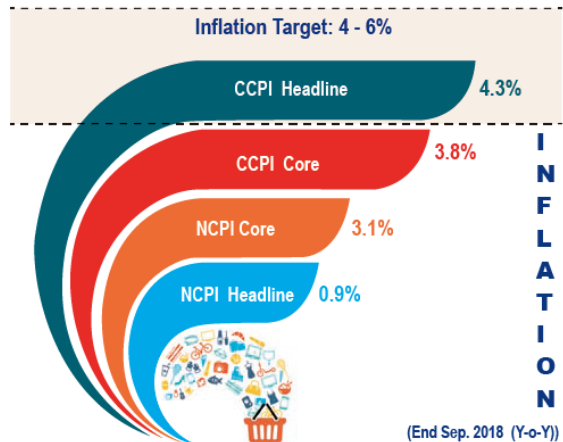 Inflation Target: 4 - 6%
CCPI Headline
4.3%
CCPI Core
3.8%
NCPI Core
3.1%
NCPI Headline
0.9%
INFLATION
(End Sep. 2018 (Y-o-Y))